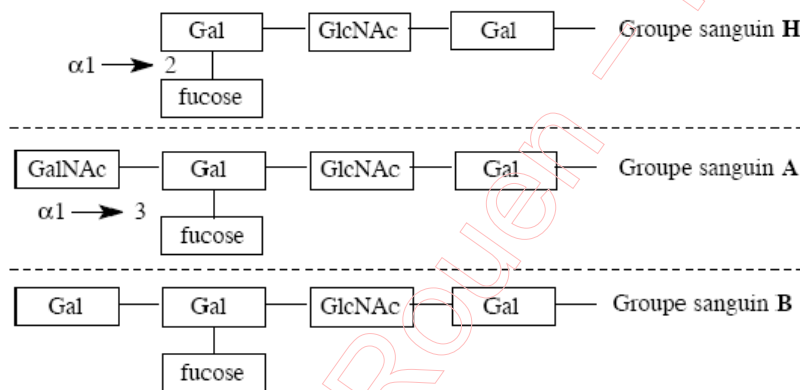 Gal GlcNAc Gal Groupe sanguin H
α1 → 2
fucose
GalNAc Gal GlcNAc Gal Groupe sanguin A
α1 → 3
fucose
Gal Gal GlcNAc Gal Groupe sanguin B
fucose
Rouen –